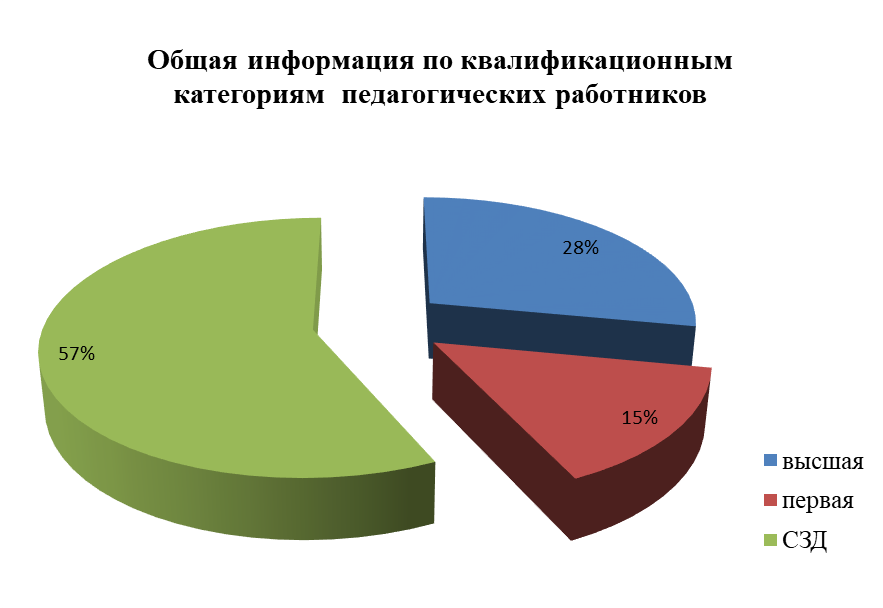 Общая информация по квалификационным
категориям педагогических работников
28%
57%
15%
высшая
первая
СЗД